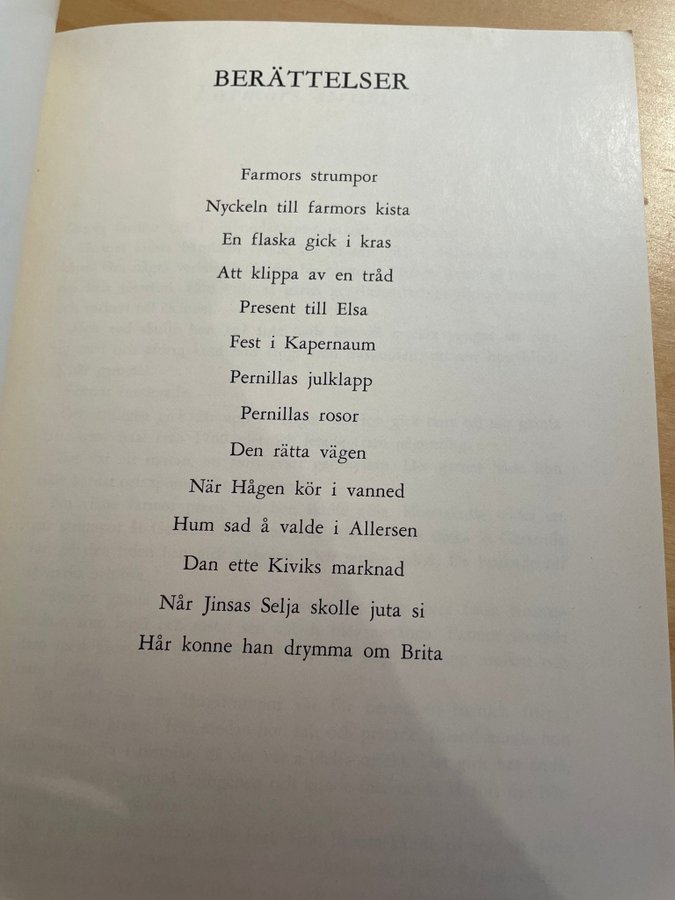 BERÄTTELSER
Farmors strumpor
Nyckeln till farmors kista
En flaska gick i kras
Att klippa av en tråd
Present till Elsa
Fest i Kapernaum
Pernillas julklapp
Pernillas rosor
Den rätta vägen
När Hågen kör i vanned
Hum sad å valde i Allersen
Dan ette Kiviks marknad
Når Jinsas Selja skolle juta si
Hår konne han drymma om Brita